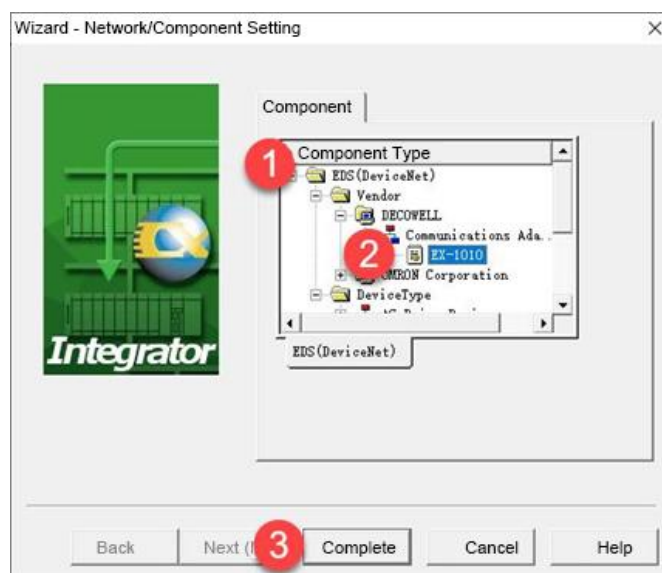 Wizard - Network/Component Setting
Component
1
Component Type
EDS(DeviceNet)
Vendor
DECOWELL
Communications Ada..
2
EX-1010
OMRON Corporation
DeviceType
Integrator
EDS(DeviceNet)
Back
Next (
3
Complete
Cancel
Help